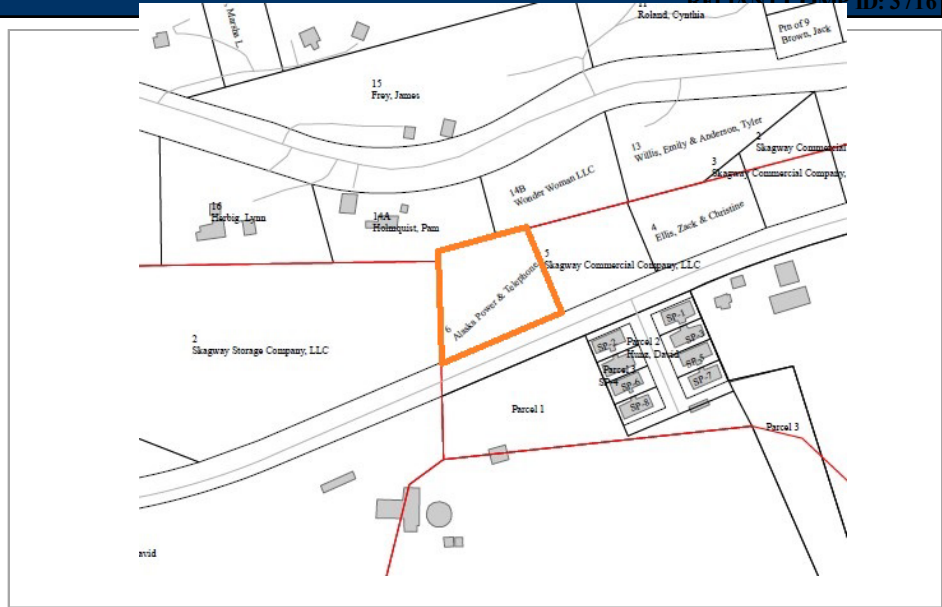 ID: 3716
Marsha L.
11
Roland, Cynthia
Ptn of 9
Brown, Jack
15
Frey, James
13
Willis, Emily & Anderson, Tyler
2
Skagway Commercial
3
Skagway Commercial Company,
14B
Wonder Woman LLC
16
Herbig, Lynn
14A
Holmquist, Pam
4
Ellis, Zack & Christine
5
Skagway Commercial Company, LLC
6
Alaska Power & Telephone
2
Skagway Storage Company, LLC
SP-1
SP-2
Parcel 2
Hunz, David
SP-3
Parcel 3
SP-4
SP-5
SP-6
SP-7
SP-8
Parcel 1
Parcel 3
avid